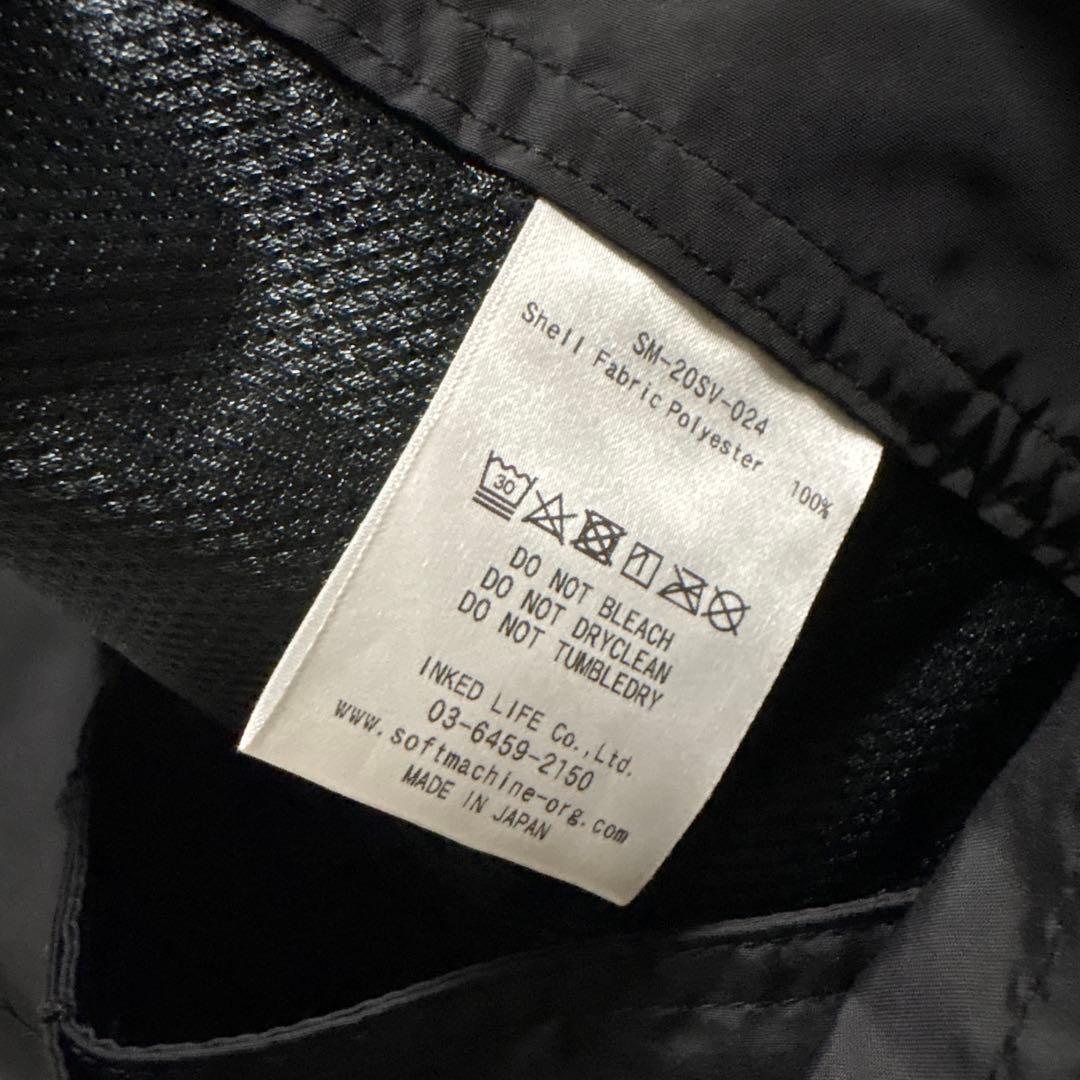 SM-20SV-024
Shell Fabric Polyester 100%
30
DO NOT BLEACH
DO NOT DRYCLEAN
DO NOT TUMBLEDRY
INKED LIFE Co.,Ltd.
03-6459-2150
www.softmachine-org.com
MADE IN JAPAN